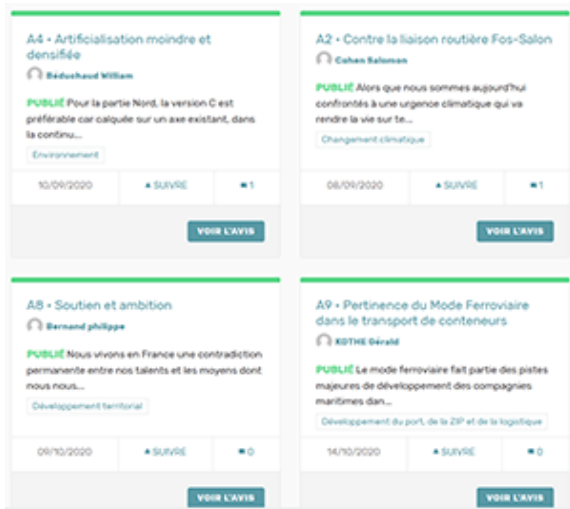 A4 • Artificialisation moindre et
densifiée
Béduchaud William
PUBLIÉ Pour la partie Nord, la version C est
préférable car calquée sur un axe existant, dans
la continu...
Environnement
10/09/2020 SUIVRE 1
VOIR L'AVIS
A2 • Contre la liaison routière Fos-Salon
Cohen Salomon
PUBLIÉ Alors que nous sommes aujourd'hui
confrontés à une urgence climatique qui va
rendre la vie sur te...
Changement climatique
08/09/2020 SUIVRE 1
VOIR L'AVIS
A8 • Soutien et ambition
Bernand philippe
PUBLIÉ Nous vivons en France une contradiction
permanente entre nos talents et les moyens dont
nous nous...
Développement territorial
09/10/2020 SUIVRE 0
VOIR L'AVIS
A9 • Pertinence du Mode Ferroviaire
dans le transport de conteneurs
KOTHE Gérald
PUBLIÉ Le mode ferroviaire fait partie des pistes
majeures de développement des compagnies
maritimes dan...
Développement du port, de la ZIP et de la logistique
14/10/2020 SUIVRE 0
VOIR L'AVIS